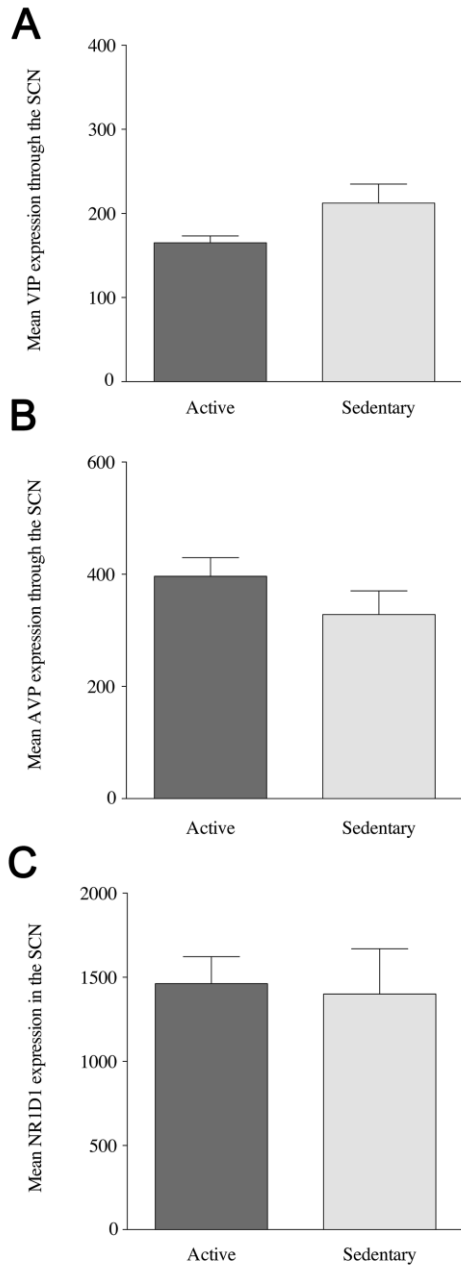 A
Mean VIP expression through the SCN
400
300
200
100
0
Active Sedentary
B
Mean AVP expression through the SCN
600
400
200
0
Active Sedentary
C
Mean NR1D1 expression in the SCN
2000
1500
1000
500
0
Active Sedentary